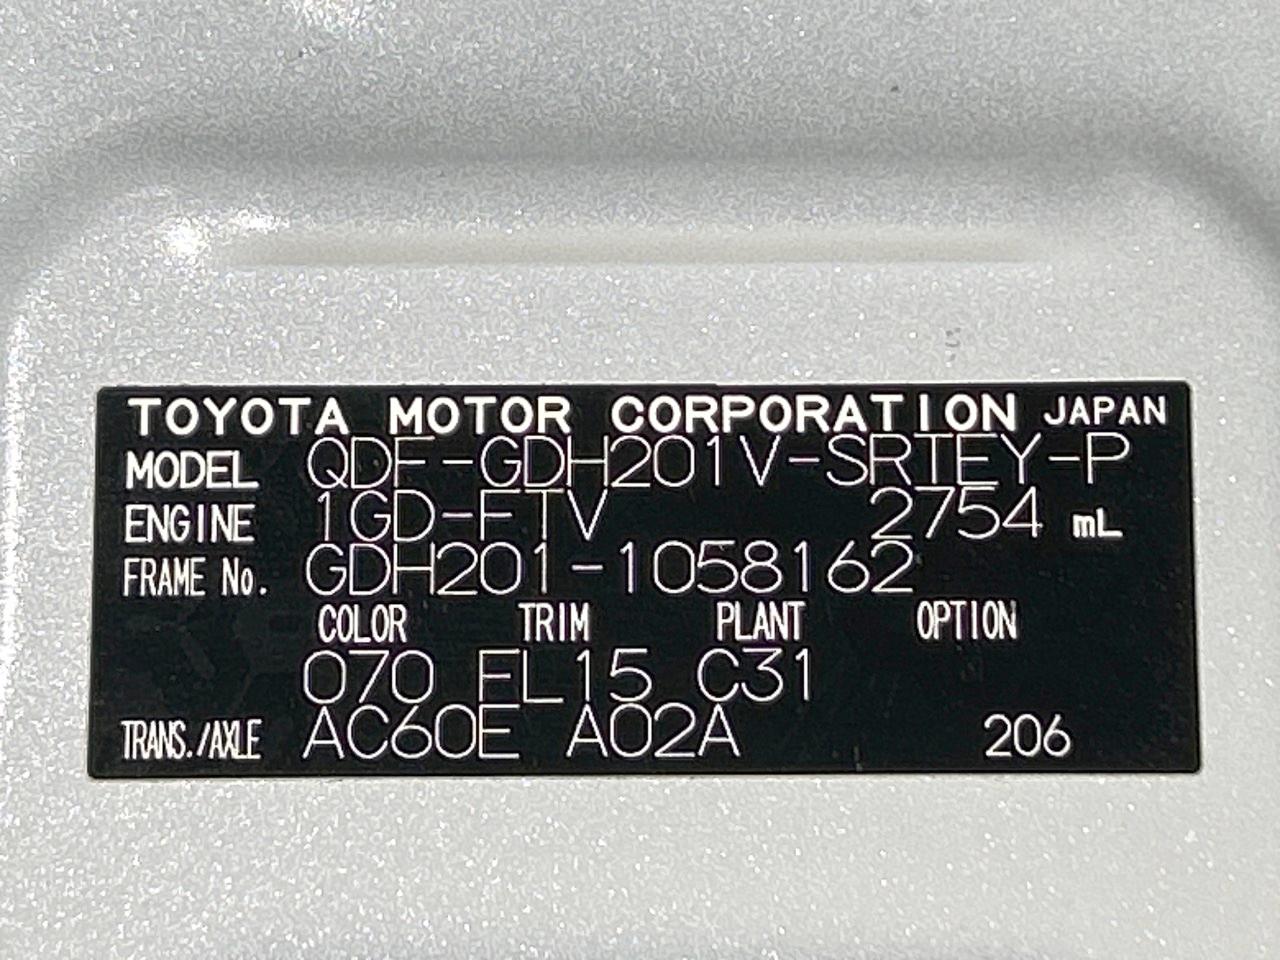 TOYOTA MOTOR CORPORATION JAPAN
MODEL QDF-GDH201V-SRTEY-P
ENGINE 1GD-FTV 2754 mL
FRAME No. GDH201-1058162
COLOR TRIM PLANT OPTION
070 FL15 C31
TRANS./AXLE AC60E A02A 206